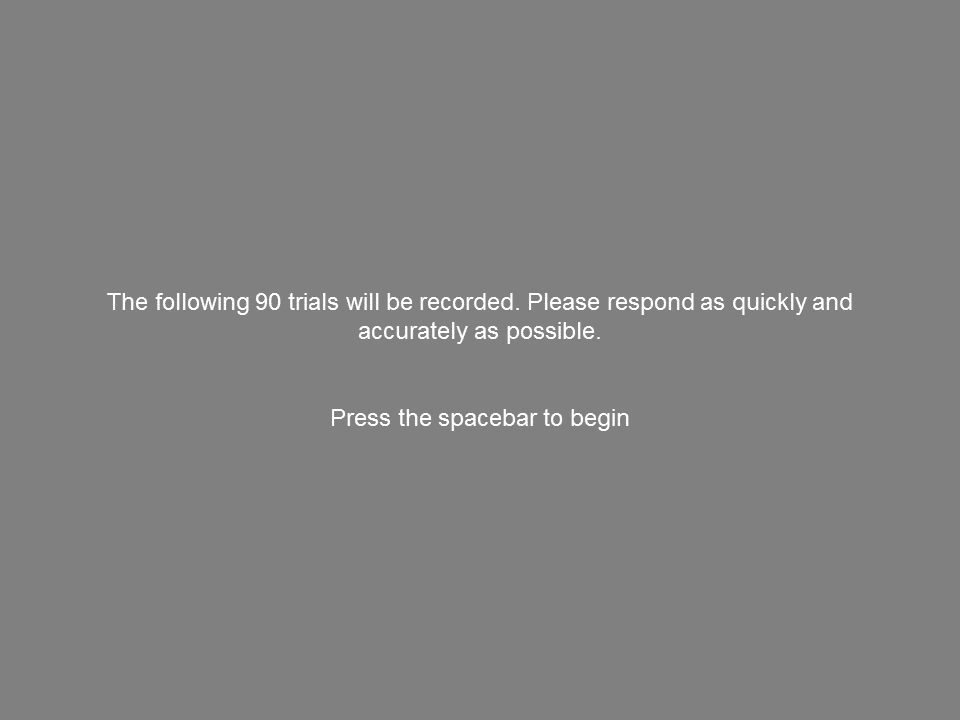 The following 90 trials will be recorded. Please respond as quickly and
accurately as possible.
Press the spacebar to begin